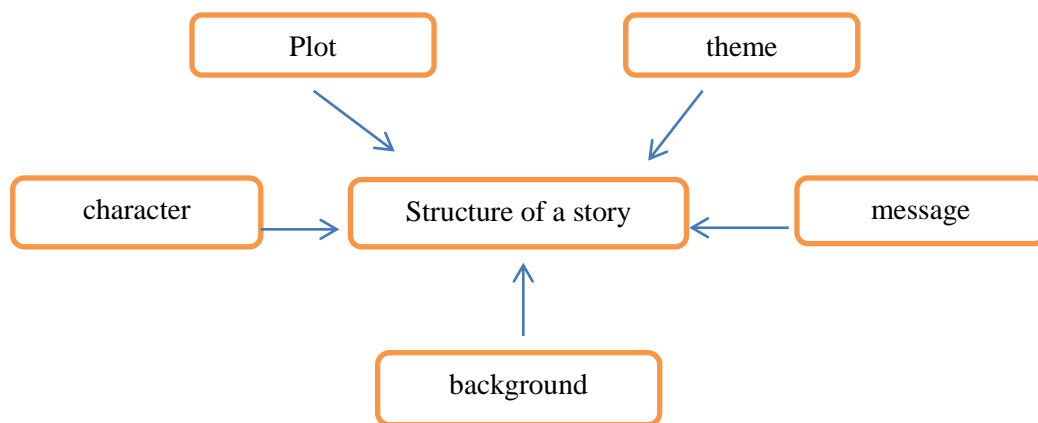 Plot
theme
character
Structure of a story
message
background